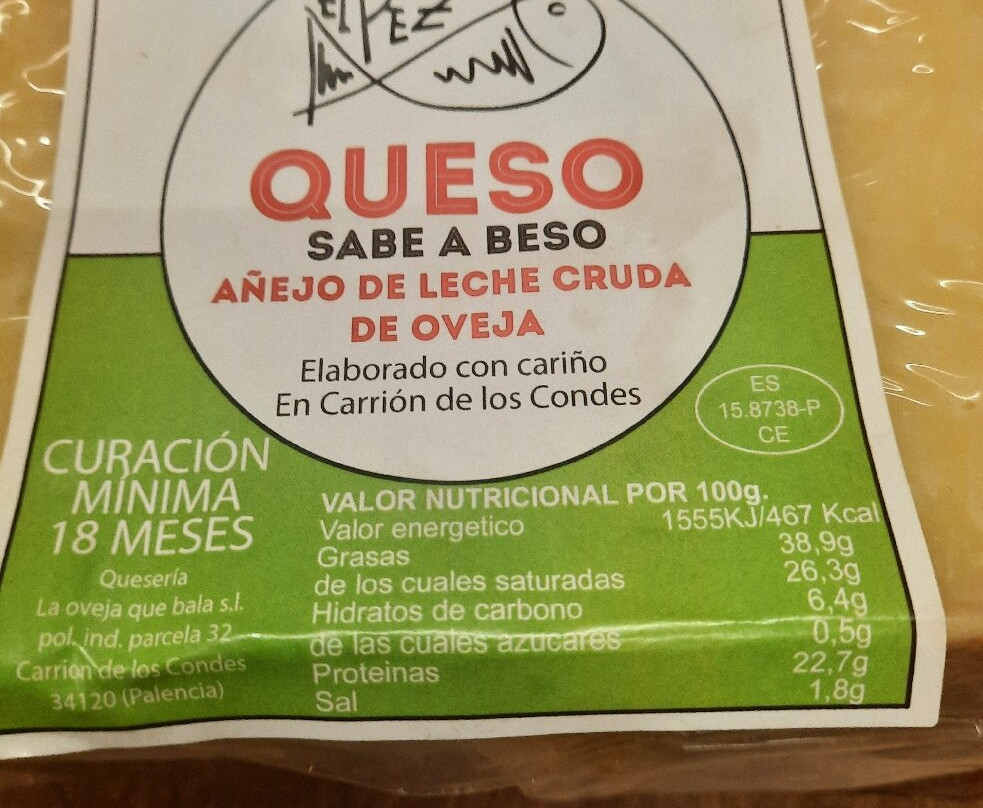 El PEZ
QUESO
SABE A BESO
AÑEJO DE LECHE CRUDA
DE OVEJA
Elaborado con cariño
En Carrión de los Condes
ES
15.8738-P
CE
CURACIÓN
MÍNIMA
18 MESES
Quesería
La oveja que bala s.l.
pol. ind. parcela 32
Carrion de los Condes
34120 (Palencia)
VALOR NUTRICIONAL POR 100g.
Valor energetico 1555KJ/467 Kcal
Grasas 38,9g
de los cuales saturadas 26,3g
Hidratos de carbono 6,4g
de las cuales azucares 0,5g
Proteinas 22,7g
Sal 1,8g